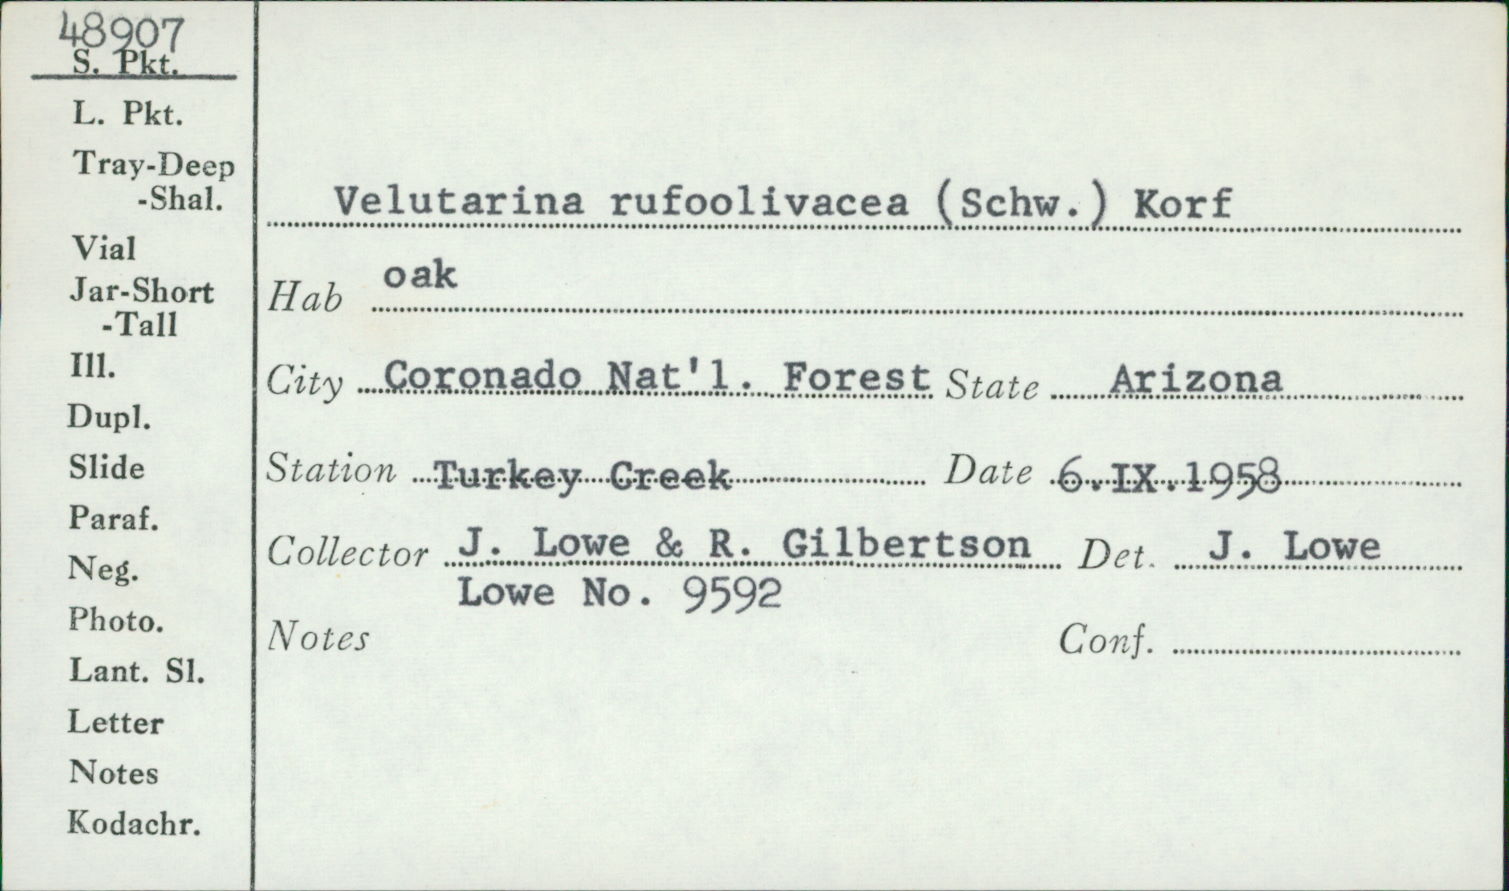 48907
S. Pkt.
L. Pkt.
Tray-Deep
-Shal.
Vial
Jar-Short
-Tall
Ill.
Dupl.
Slide
Paraf.
Neg.
Photo.
Lant. Sl.
Letter
Notes
Kodachr.
Velutarina rufoolivacea (Schw.) Korf
Hab oak
City Coronado Nat'l. Forest State Arizona
Station Turkey Creek Date 6.IX.1958
Collector J. Lowe & R. Gilbertson Det. J. Lowe
Lowe No. 9592
Notes Conf.